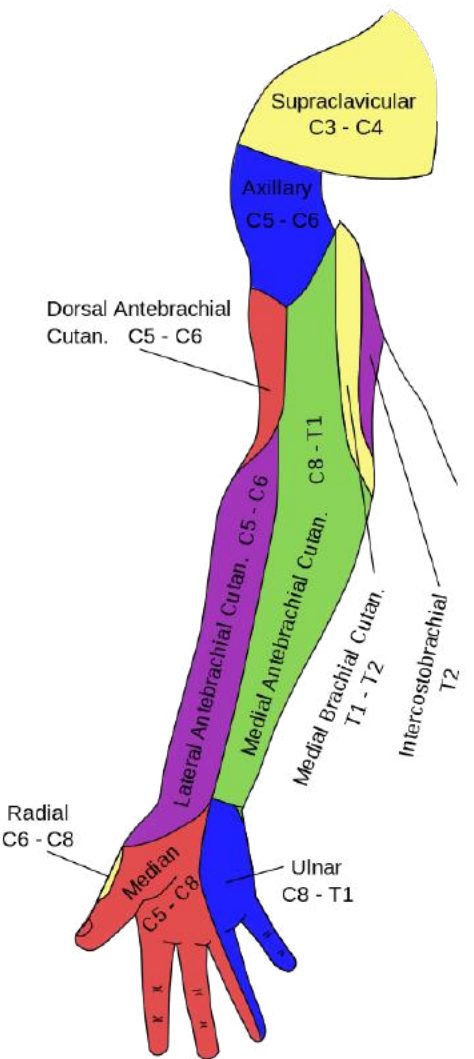 Supraclavicular
C3 - C4
Axillary
C5 - C6
Dorsal Antebrachial
Cutan. C5 - C6
C8 - T1
Medial Antebrachial Cutan.
Lateral Antebrachial Cutan. C5 - C6
Medial Brachial Cutan.
T1 - T2
Intercostobrachial
T2
Radial
C6 - C8
Median
C5 - C8
Ulnar
C8 - T1